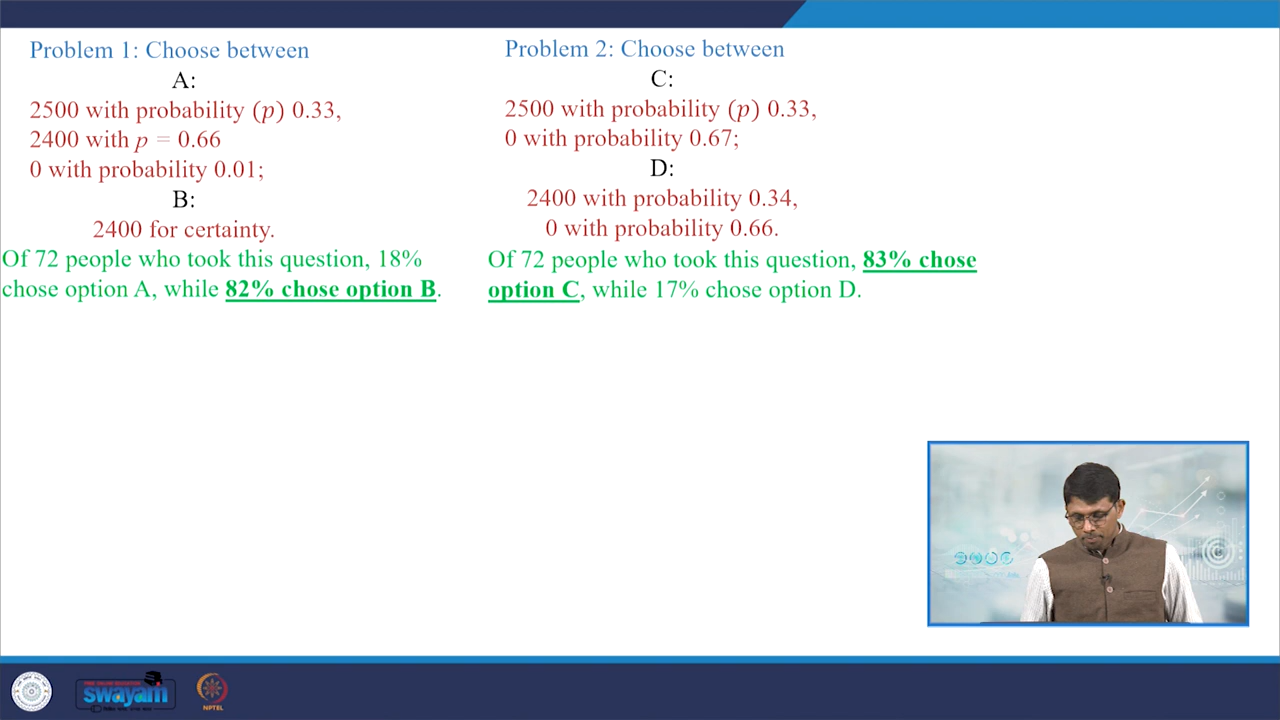 Problem 1: Choose between
A:
2500 with probability (p) 0.33,
2400 with p = 0.66
0 with probability 0.01;
B:
2400 for certainty.
Of 72 people who took this question, 18%
chose option A, while 82% chose option B.
Problem 2: Choose between
C:
2500 with probability (p) 0.33,
0 with probability 0.67;
D:
2400 with probability 0.34,
0 with probability 0.66.
Of 72 people who took this question, 83% chose
option C, while 17% chose option D.
swayam
NPTEL